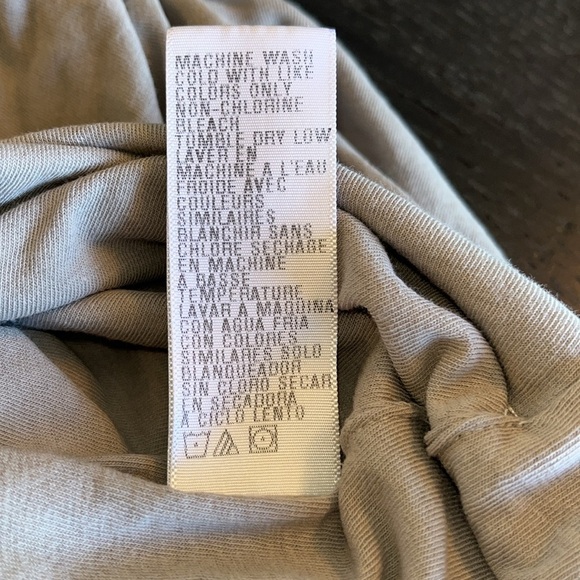 MACHINE WASH
COLD WITH LIKE
COLORS ONLY
NON-CHLORINE
BLEACH
TUMBLE DRY LOW
LAVER EN
MACHINE A L'EAU
FROIDE AVEC
COULEURS
SIMILAIRES
BLANCHIR SANS
CHLORE SECHAGE
EN MACHINE
A BASSE
TEMPERATURE
LAVAR A MAQUINA
CON AGUA FRIA
CON COLORES
SIMILARES SOLO
BLANQUEADOR
SIN CLORO SECAR
EN SECADORA
A CICLO LENTO